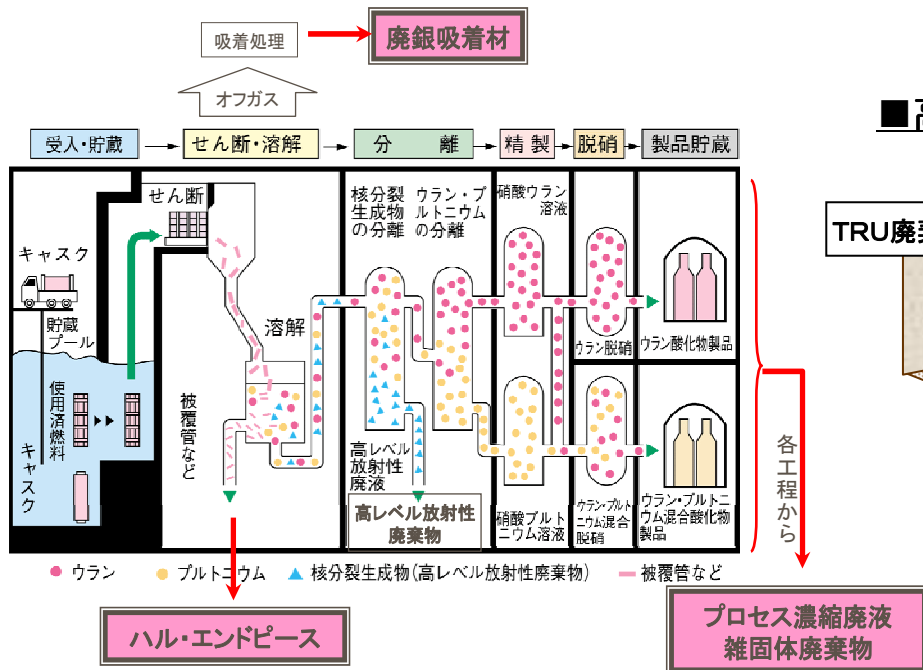 廃銀吸着材
吸着処理
オフガス
■高
受入・貯蔵
せん断・溶解
分離
精製
脱硝
製品貯蔵
せん断
核分裂
生成物
の分離
ウラン・プ
ルトニウム
の分離
硝酸ウラン
溶液
キャスク
貯蔵
プール
溶解
使用済燃料
キャスク
被覆管など
高レベル
放射性
廃液
高レベル放射性
廃棄物
硝酸プルト
ニウム溶液
ウラン脱硝
ウラン・プルト
ニウム混合
脱硝
ウラン酸化物製品
ウラン・プルトニ
ウム混合酸化物
製品
TRU廃棄
各工程から
ウラン
プルトニウム
核分裂生成物(高レベル放射性廃棄物)
被覆管など
ハル・エンドピース
プロセス濃縮廃液
雑固体廃棄物